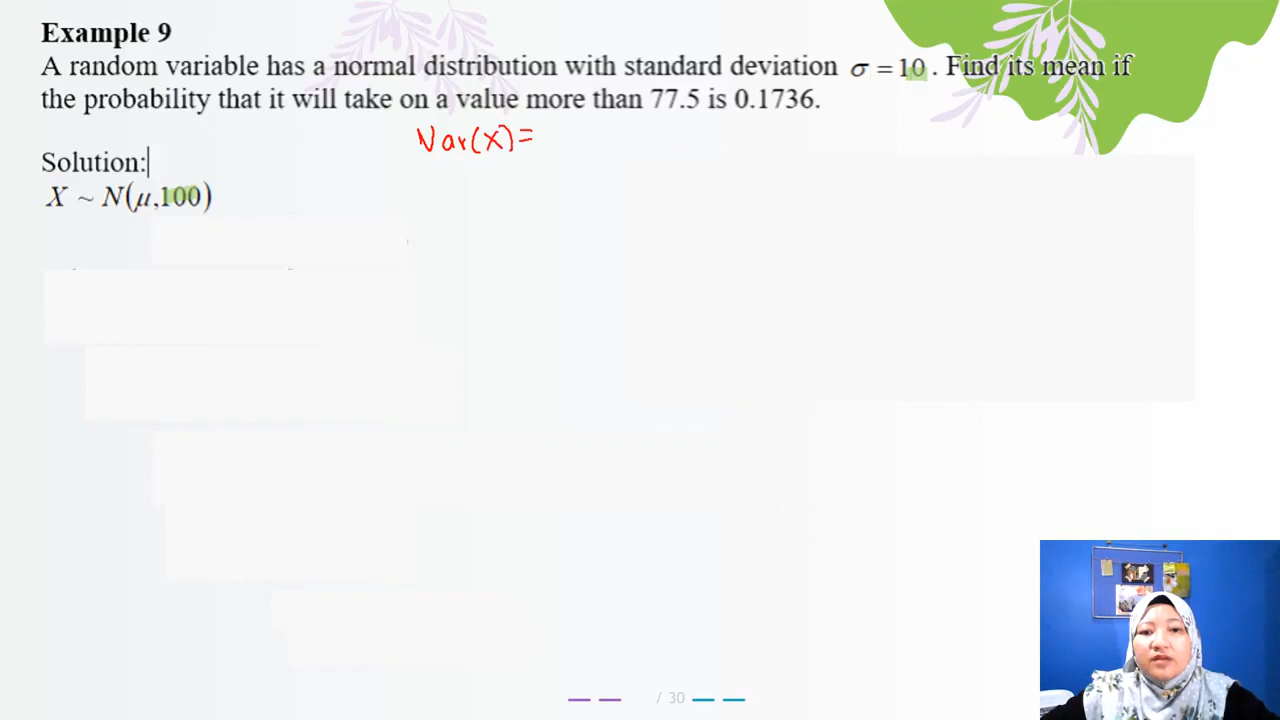 Example 9
A random variable has a normal distribution with standard deviation σ = 10 . Find its mean if
the probability that it will take on a value more than 77.5 is 0.1736.
Var(X)=
Solution:
X ~ N(μ,100)
/ 30